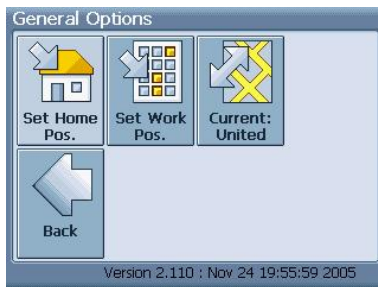 General Options
Set Home
Pos.
Set Work
Pos.
Current:
United
Back
Version 2.110 : Nov 24 19:55:59 2005